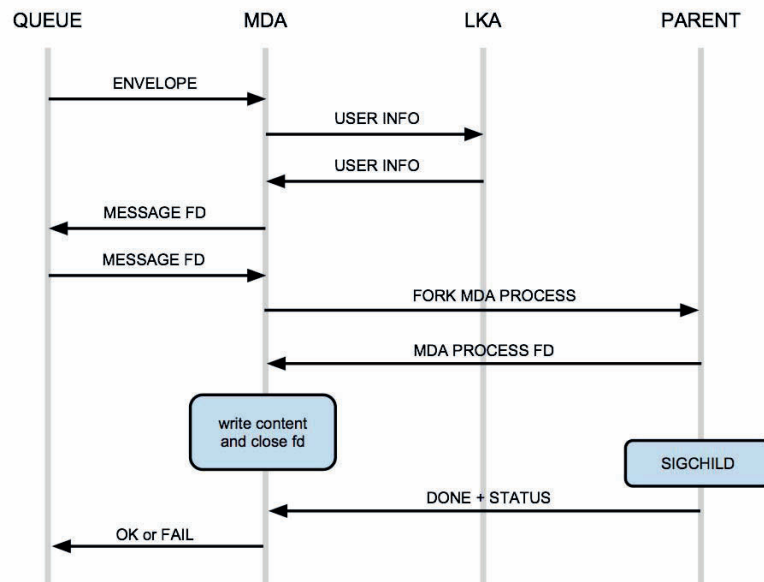 QUEUE MDA LKA PARENT
ENVELOPE
USER INFO
USER INFO
MESSAGE FD
MESSAGE FD
FORK MDA PROCESS
MDA PROCESS FD
write content
and close fd
SIGCHILD
DONE + STATUS
OK or FAIL